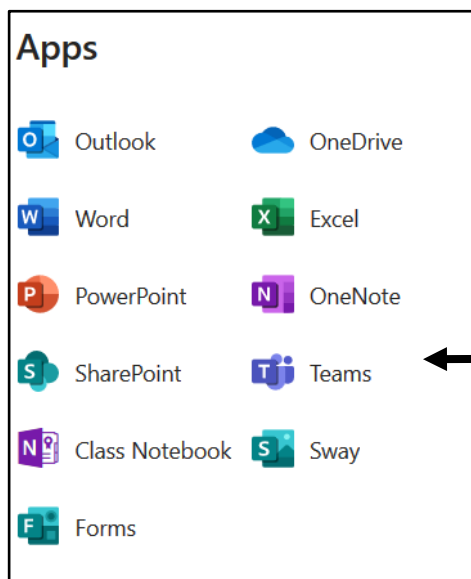 Apps
Outlook OneDrive
Word Excel
PowerPoint OneNote
SharePoint Teams
Class Notebook Sway
Forms